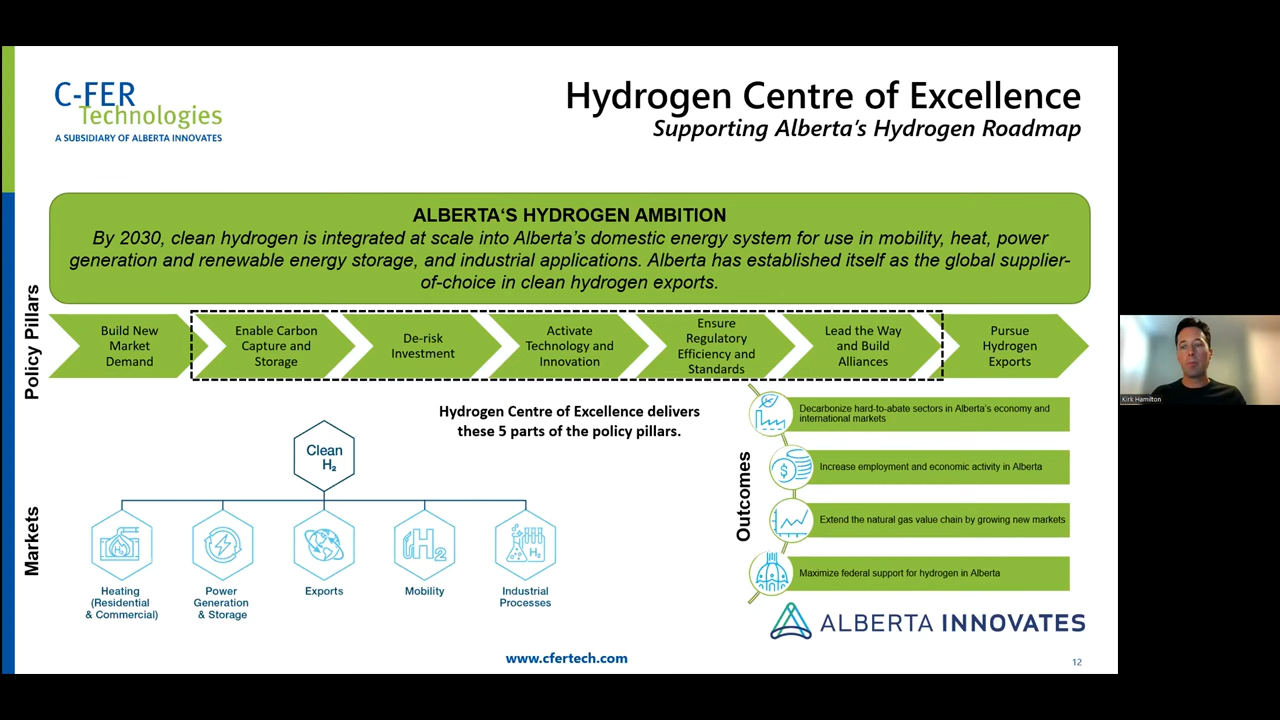 C-FER
Technologies
A SUBSIDIARY OF ALBERTA INNOVATES
Hydrogen Centre of Excellence
Supporting Alberta's Hydrogen Roadmap
ALBERTA‘S HYDROGEN AMBITION
By 2030, clean hydrogen is integrated at scale into Alberta's domestic energy system for use in mobility, heat, power
generation and renewable energy storage, and industrial applications. Alberta has established itself as the global supplier-
of-choice in clean hydrogen exports.
Policy Pillars
Build New
Market
Demand
Enable Carbon
Capture and
Storage
De-risk
Investment
Activate
Technology and
Innovation
Ensure
Regulatory
Efficiency and
Standards
Lead the Way
and Build
Alliances
Pursue
Hydrogen
Exports
Hydrogen Centre of Excellence delivers
these 5 parts of the policy pillars.
Markets
Clean
H₂
H₂
H2
H₂
Heating
(Residential
& Commercial)
Power
Generation
& Storage
Exports
Mobility
Industrial
Processes
Outcomes
Decarbonize hard-to-abate sectors in Alberta's economy and
international markets
$
Increase employment and economic activity in Alberta
Extend the natural gas value chain by growing new markets
Maximize federal support for hydrogen in Alberta
ALBERTA INNOVATES
www.cfertech.com
12
Kirk Hamilton